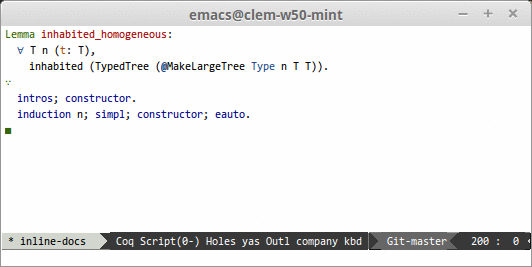 emacs@clem-w50-mint
Lemma inhabited_homogeneous:
∀ T n (t: T),
inhabited (TypedTree (@MakeLargeTree Type n T T)).
∵
intros; constructor.
induction n; simpl; constructor; eauto.
■
* inline-docs Coq Script(0-) Holes yas Outl company kbd Git-master 200 : 0